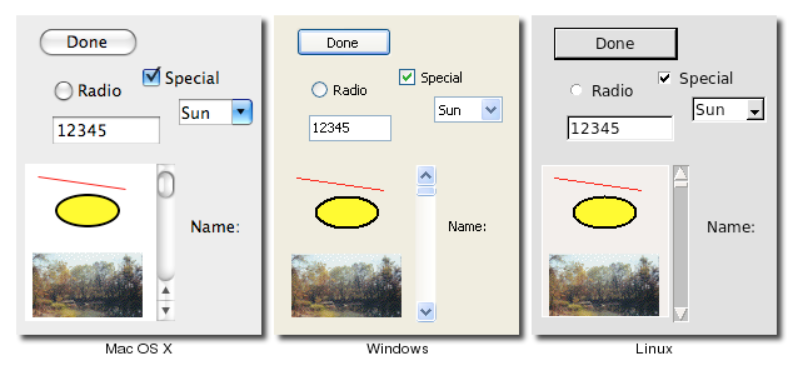 Done
Radio
Special
Sun
12345
Name:
Mac OS X
Done
Radio
Special
Sun
12345
Name:
Windows
Done
Radio
Special
Sun
12345
Name:
Linux